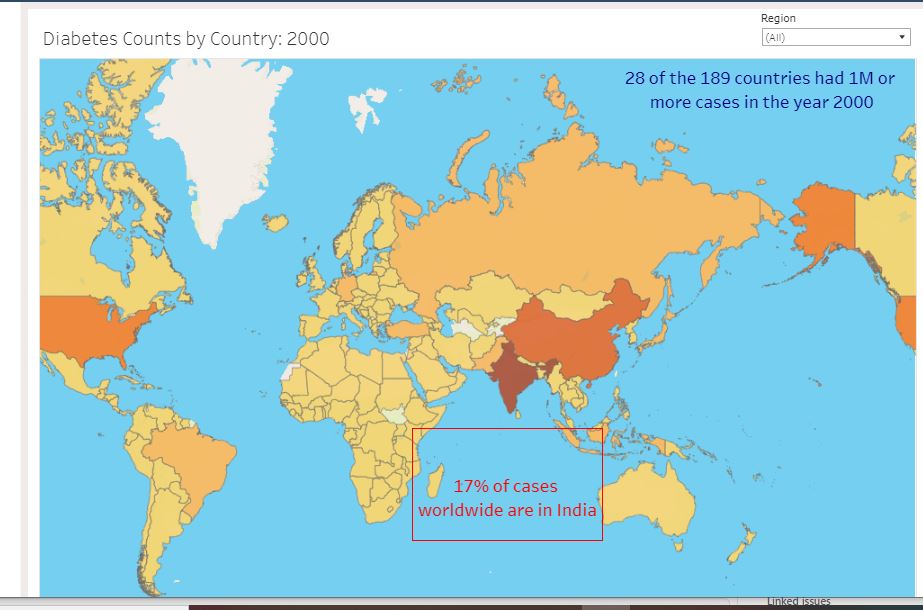 Region
Diabetes Counts by Country: 2000
(All)
28 of the 189 countries had 1M or
more cases in the year 2000
17% of cases
worldwide are in India
Linked issues